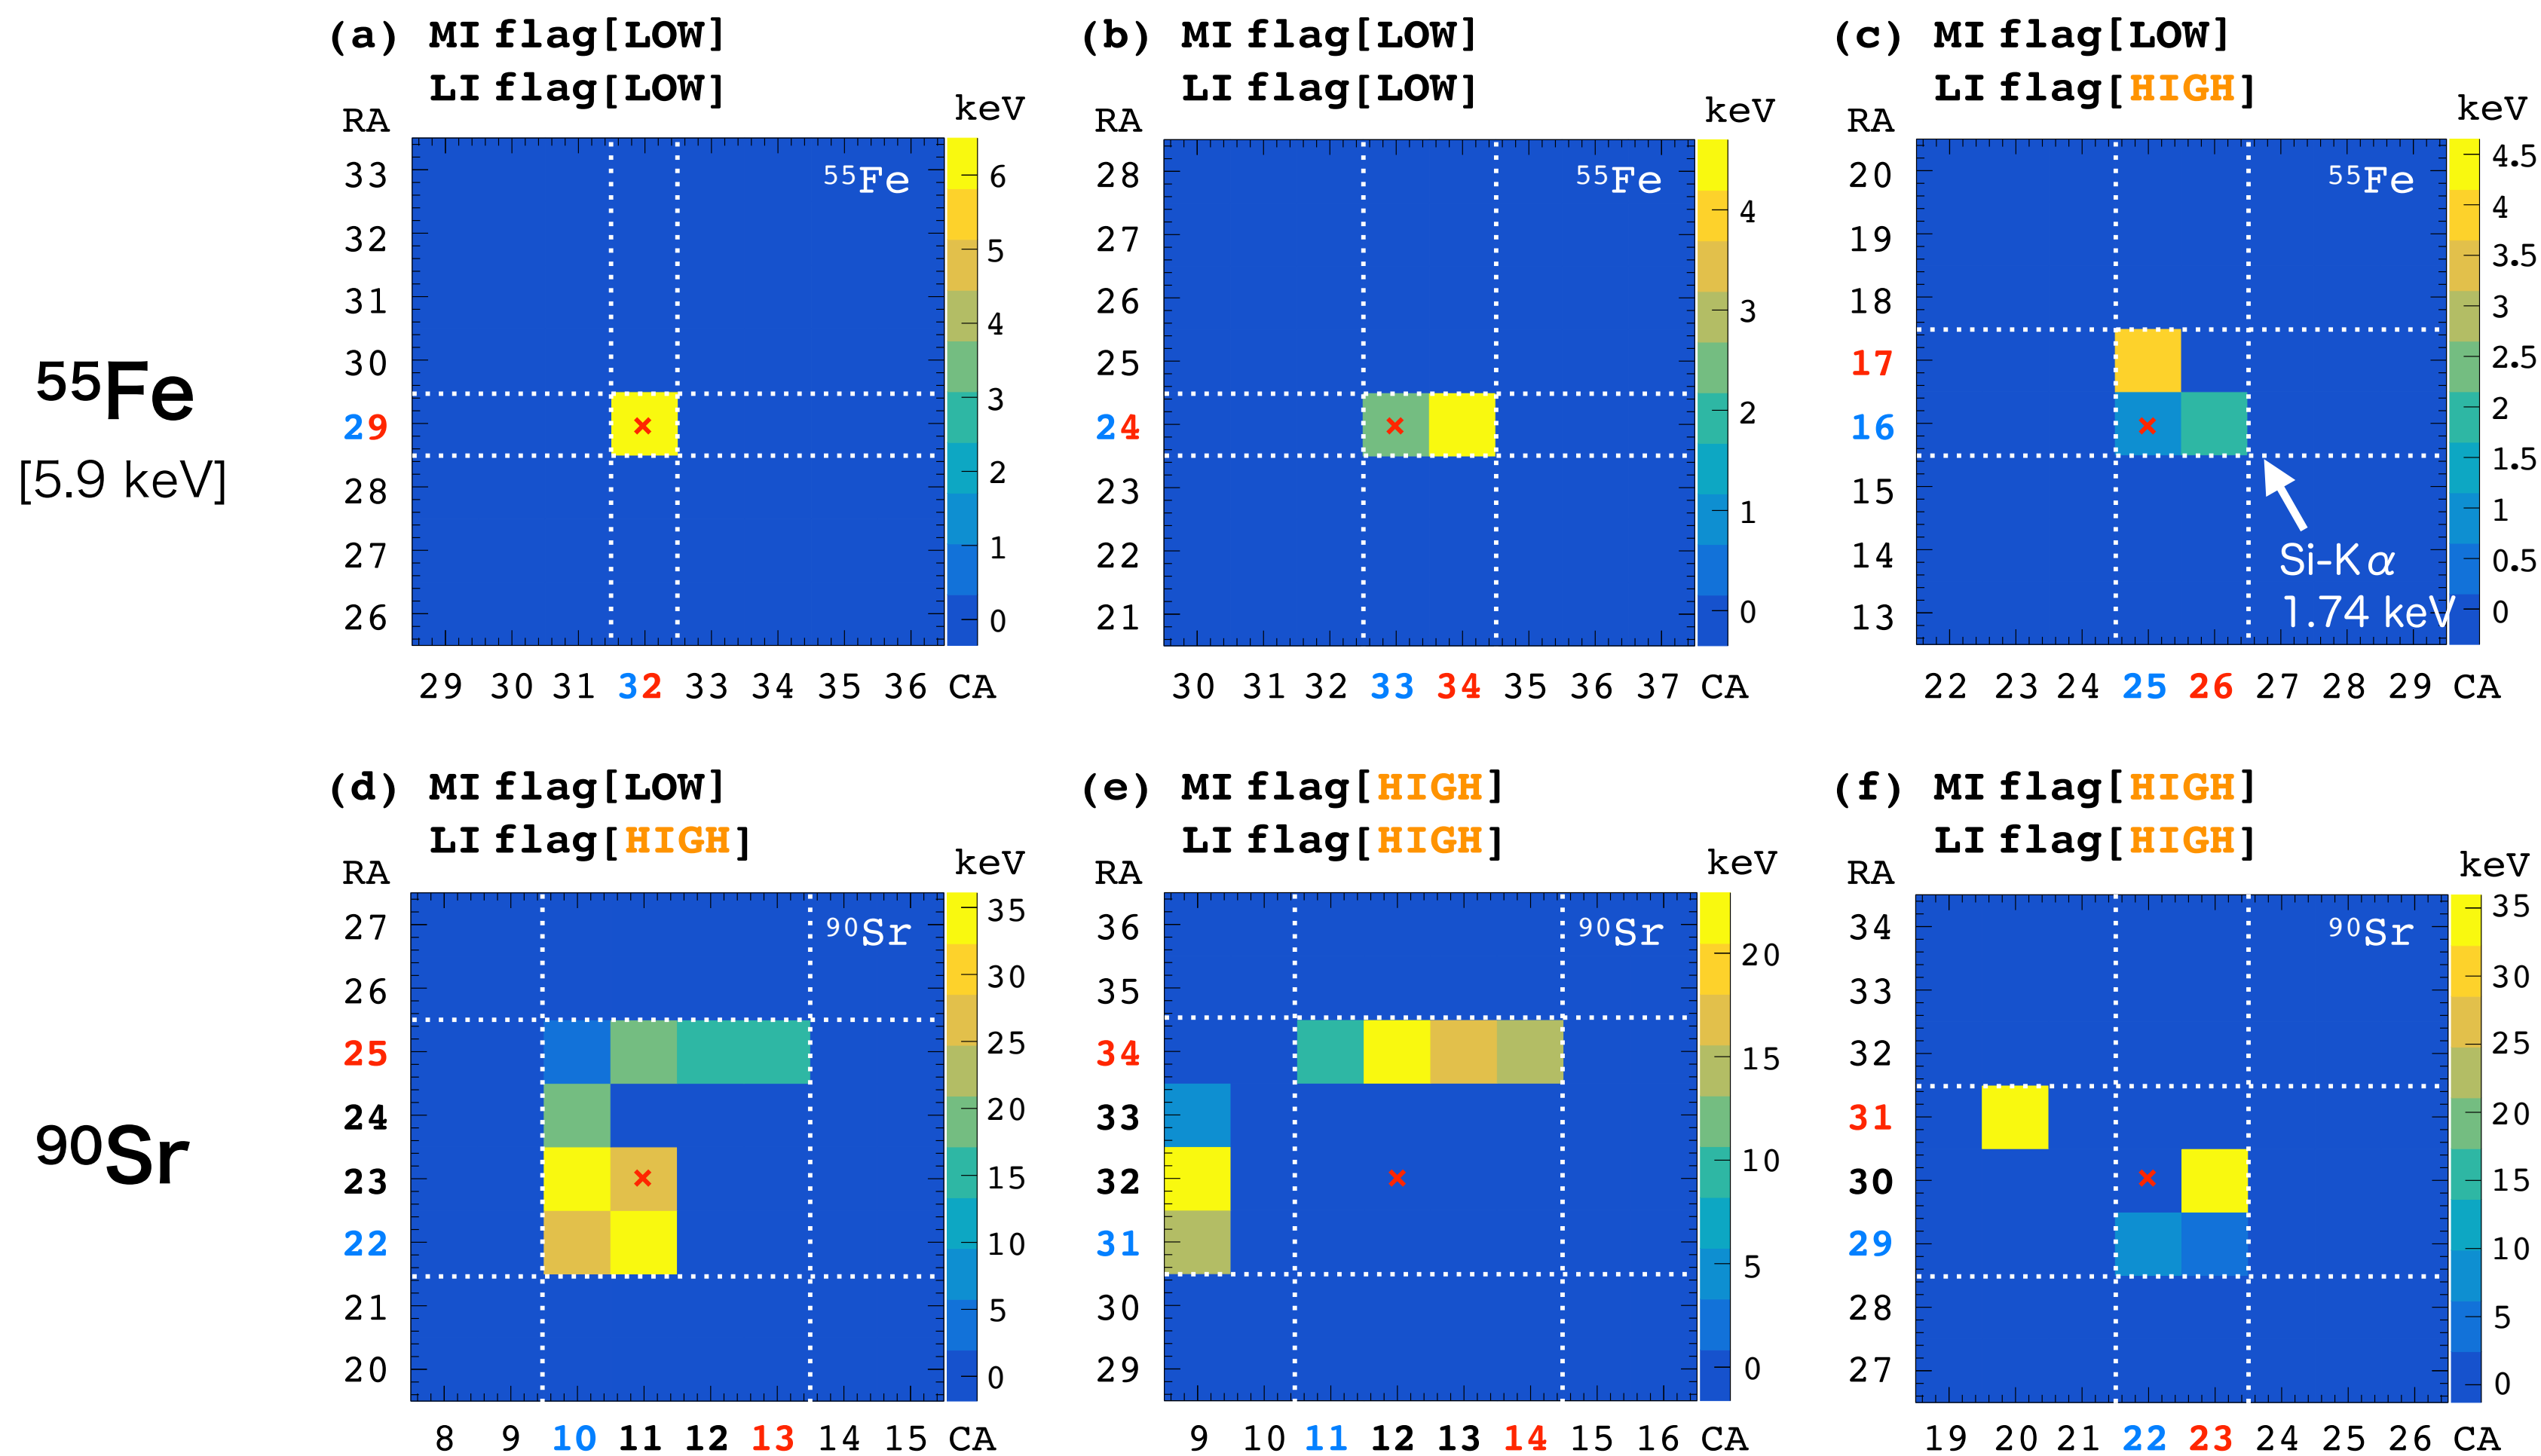 (a) MI flag[LOW]
LI flag[LOW]
RA
keV
⁵⁵Fe
33
32
31
30
29
28
27
26
6
5
4
3
2
1
0
29 30 31 32 33 34 35 36 CA
(b) MI flag[LOW]
LI flag[LOW]
RA
keV
⁵⁵Fe
28
27
26
25
24
23
22
21
4
3
2
1
0
30 31 32 33 34 35 36 37 CA
(c) MI flag[LOW]
LI flag[HIGH]
RA
keV
⁵⁵Fe
20
19
18
17
16
15
14
13
Si-Kα
1.74 keV
4.5
4
3.5
3
2.5
2
1.5
1
0.5
0
22 23 24 25 26 27 28 29 CA
⁵⁵Fe
[5.9 keV]
(d) MI flag[LOW]
LI flag[HIGH]
RA
keV
⁹⁰Sr
27
26
25
24
23
22
21
20
35
30
25
20
15
10
5
0
8 9 10 11 12 13 14 15 CA
(e) MI flag[HIGH]
LI flag[HIGH]
RA
keV
⁹⁰Sr
36
35
34
33
32
31
30
29
20
15
10
5
0
9 10 11 12 13 14 15 16 CA
(f) MI flag[HIGH]
LI flag[HIGH]
RA
keV
⁹⁰Sr
34
33
32
31
30
29
28
27
35
30
25
20
15
10
5
0
19 20 21 22 23 24 25 26 CA
⁹⁰Sr